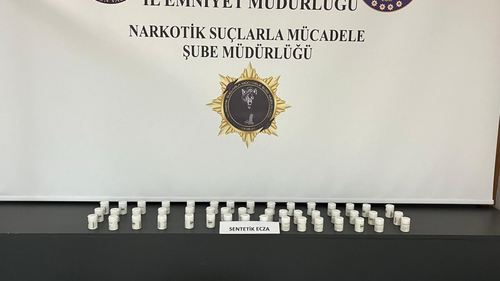 İL EMNİYET MÜDÜRLÜĞÜ
NARKOTİK SUÇLARLA MÜCADELE
ŞUBE MÜDÜRLÜĞÜ
SENTETİK ECZA